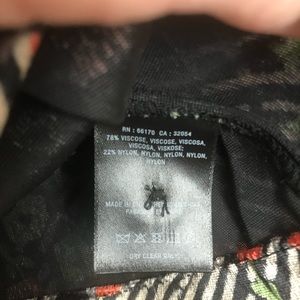 RN : 66170 CA : 32054
78% VISCOSE, VISCOSE, VISCOSA,
VISCOSA, VISKOSE;
22% NYLON, NYLON, NYLON, NYLON,
NYLON
MADE IN
DRY CLEAN ONLY